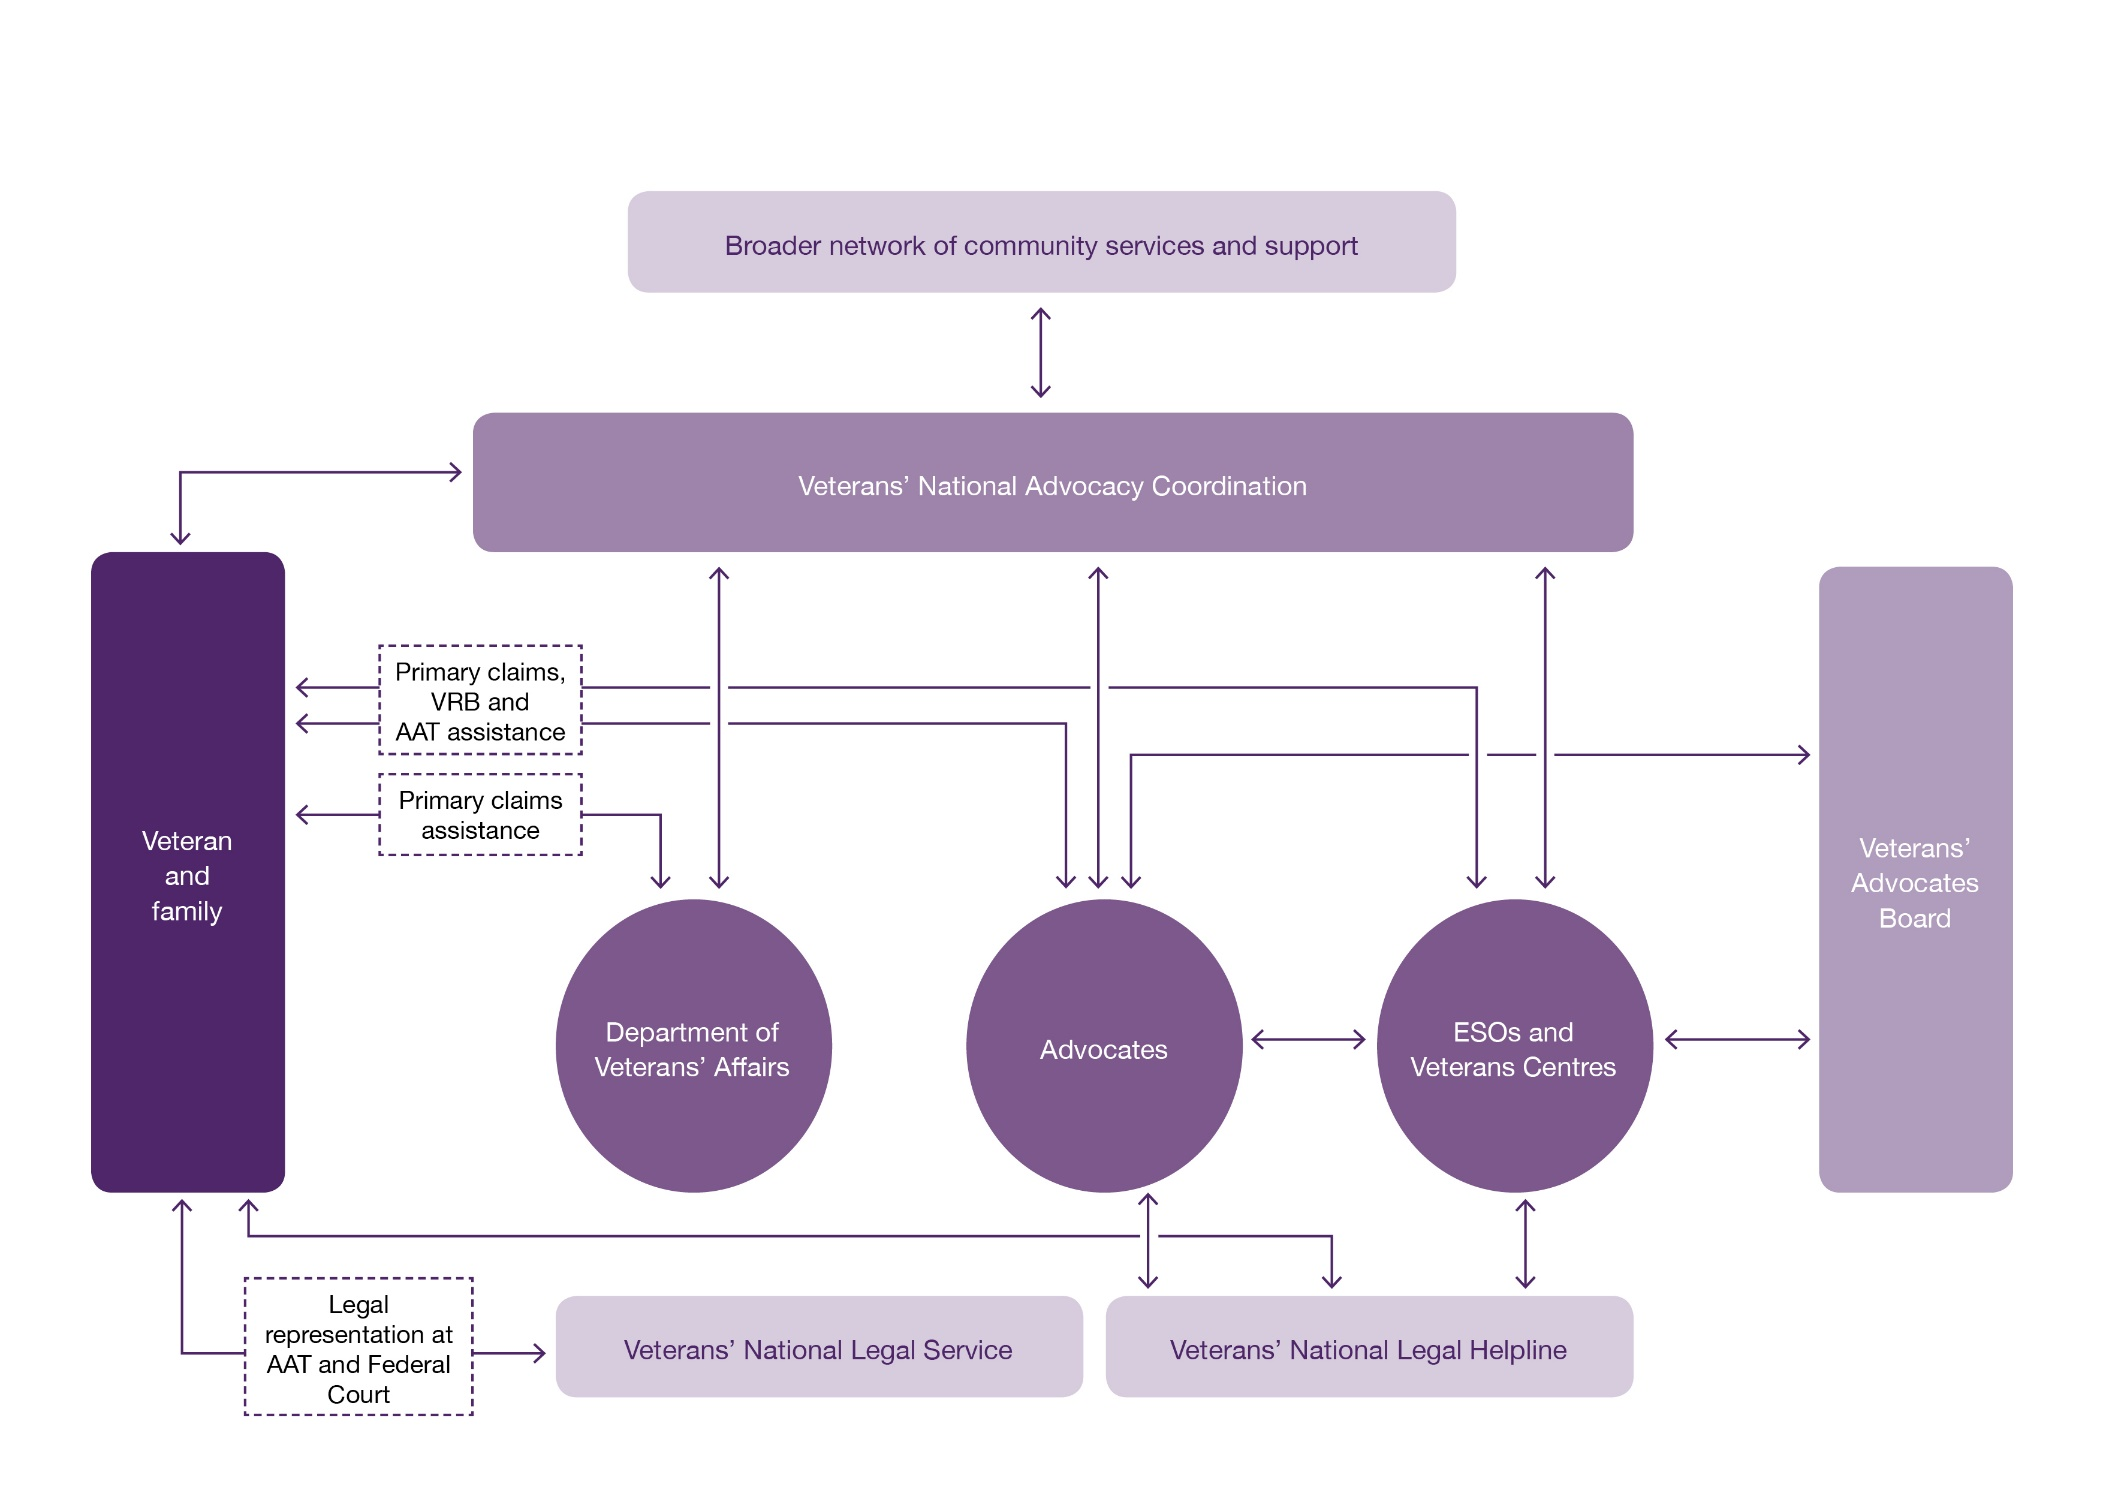 Broader network of community services and support
Veterans’ National Advocacy Coordination
Primary claims,
VRB and
AAT assistance
Primary claims
assistance
Veteran
and
family
Veterans’
Advocates
Board
Department of
Veterans’ Affairs
Advocates
ESOs and
Veterans Centres
Legal
representation at
AAT and Federal
Court
Veterans’ National Legal Service
Veterans’ National Legal Helpline